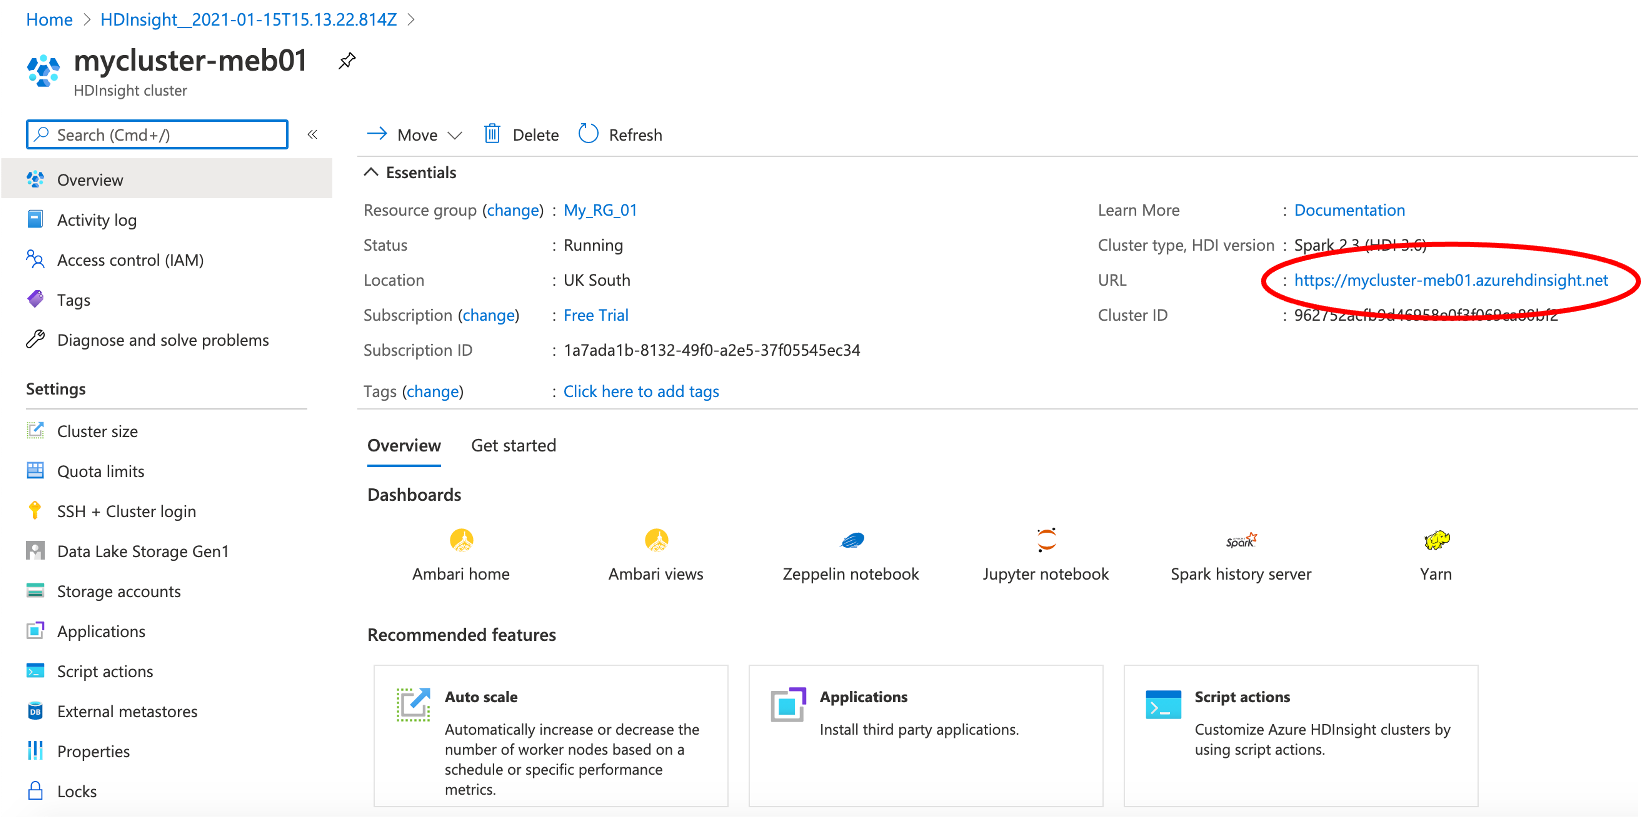 Home > HDInsight__2021-01-15T15.13.22.814Z >
mycluster-meb01
HDInsight cluster
Search (Cmd+/)
«
Move
Delete
Refresh
Overview
Activity log
Access control (IAM)
Tags
Diagnose and solve problems
Settings
Cluster size
Quota limits
SSH + Cluster login
Data Lake Storage Gen1
Storage accounts
Applications
Script actions
External metastores
Properties
Locks
Essentials
Resource group (change) : My_RG_01
Status : Running
Location : UK South
Subscription (change) : Free Trial
Subscription ID : 1a7ada1b-8132-49f0-a2e5-37f05545ec34
Tags (change) : Click here to add tags
Learn More : Documentation
Cluster type, HDI version : Spark 2.3 (HDI 3.6)
URL : https://mycluster-meb01.azurehdinsight.net
Cluster ID :
Overview
Get started
Dashboards
Ambari home
Ambari views
Zeppelin notebook
Jupyter notebook
Spark
Spark history server
Yarn
Recommended features
Auto scale
Automatically increase or decrease the
number of worker nodes based on a
schedule or specific performance
metrics.
Applications
Install third party applications.
Script actions
Customize Azure HDInsight clusters by
using script actions.